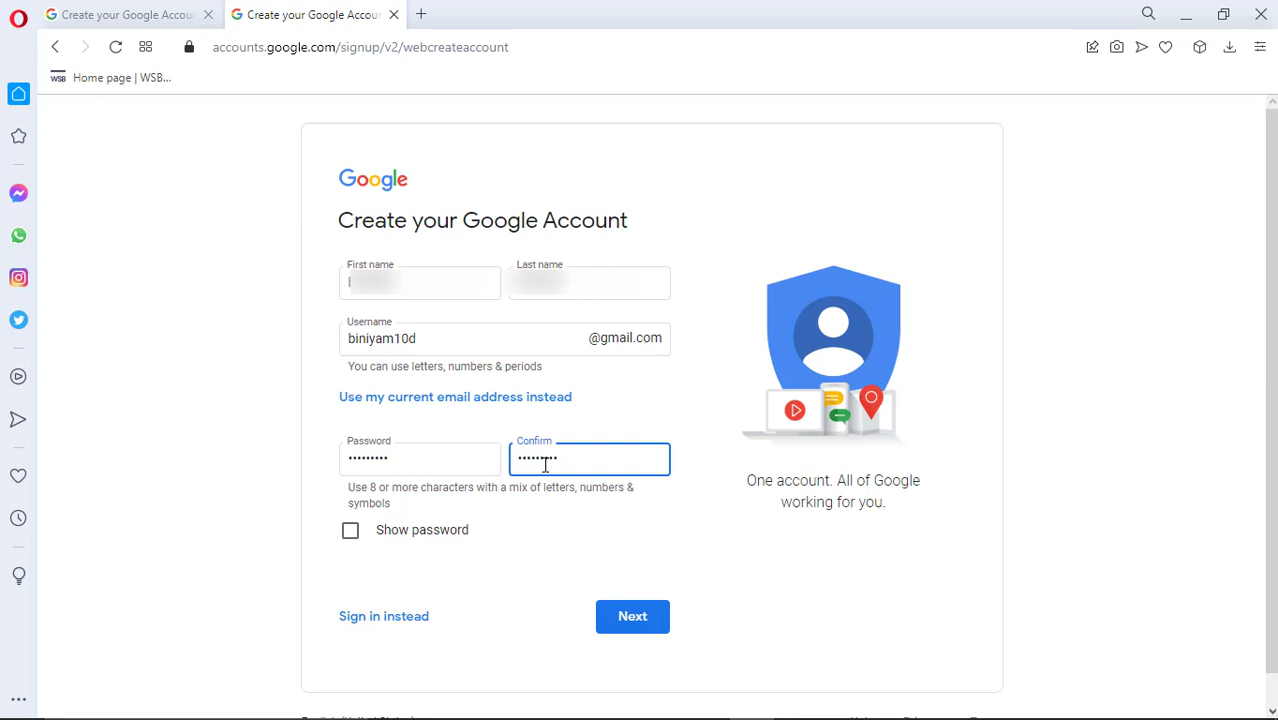 Create your Google Accoun
Create your Google Accoun
accounts.google.com/signup/v2/webcreateaccount
WSB Home page | WSB...
Google
Create your Google Account
First name
Last name
Username
biniyam10d
@gmail.com
You can use letters, numbers & periods
Use my current email address instead
Password
Confirm
•••••••••
•••••••••
Use 8 or more characters with a mix of letters, numbers &
symbols
Show password
Sign in instead
Next
One account. All of Google
working for you.